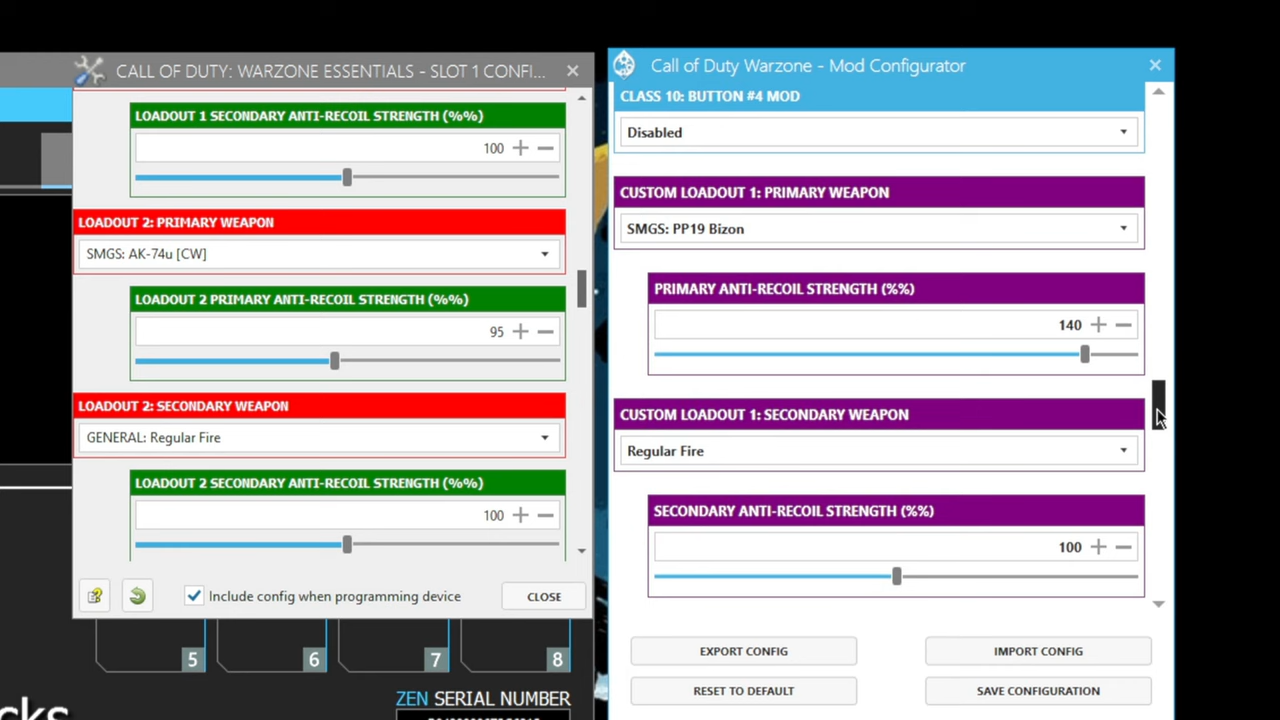 CALL OF DUTY: WARZONE ESSENTIALS - SLOT 1 CONFI...
LOADOUT 1 SECONDARY ANTI-RECOIL STRENGTH (%%)
100
LOADOUT 2: PRIMARY WEAPON
SMGS: AK-74u [CW]
LOADOUT 2 PRIMARY ANTI-RECOIL STRENGTH (%%)
95
LOADOUT 2: SECONDARY WEAPON
GENERAL: Regular Fire
LOADOUT 2 SECONDARY ANTI-RECOIL STRENGTH (%%)
100
Include config when programming device
CLOSE
5
6
7
8
ZEN SERIAL NUMBER
cks
Call of Duty Warzone - Mod Configurator
CLASS 10: BUTTON #4 MOD
Disabled
CUSTOM LOADOUT 1: PRIMARY WEAPON
SMGS: PP19 Bizon
PRIMARY ANTI-RECOIL STRENGTH (%%)
140
CUSTOM LOADOUT 1: SECONDARY WEAPON
Regular Fire
SECONDARY ANTI-RECOIL STRENGTH (%%)
100
EXPORT CONFIG
IMPORT CONFIG
RESET TO DEFAULT
SAVE CONFIGURATION